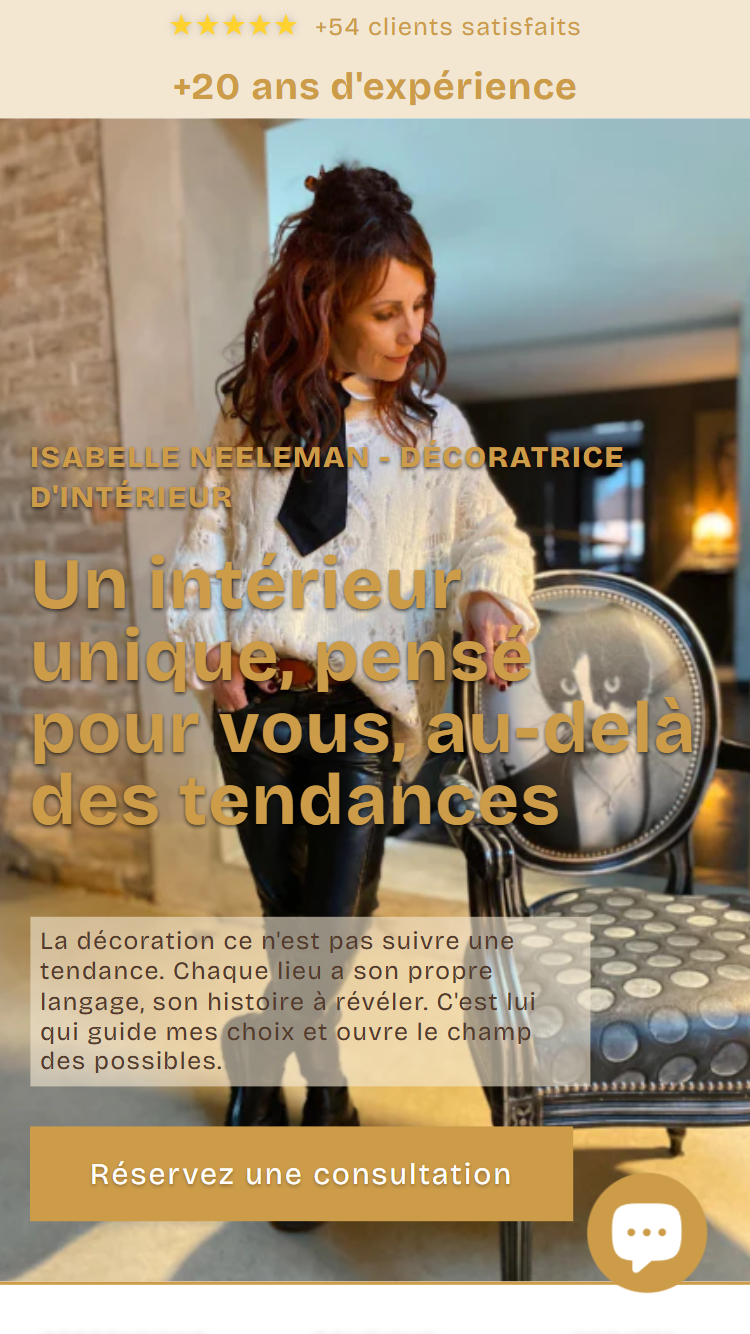 +54 clients satisfaits
+20 ans d'expérience
ISABELLE NEELEMAN - DÉCORATRICE
D'INTÉRIEUR
Un intérieur
unique, pensé
pour vous, au-delà
des tendances
La décoration ce n'est pas suivre une
tendance. Chaque lieu a son propre
langage, son histoire à révéler. C'est lui
qui guide mes choix et ouvre le champ
des possibles.
Réservez une consultation